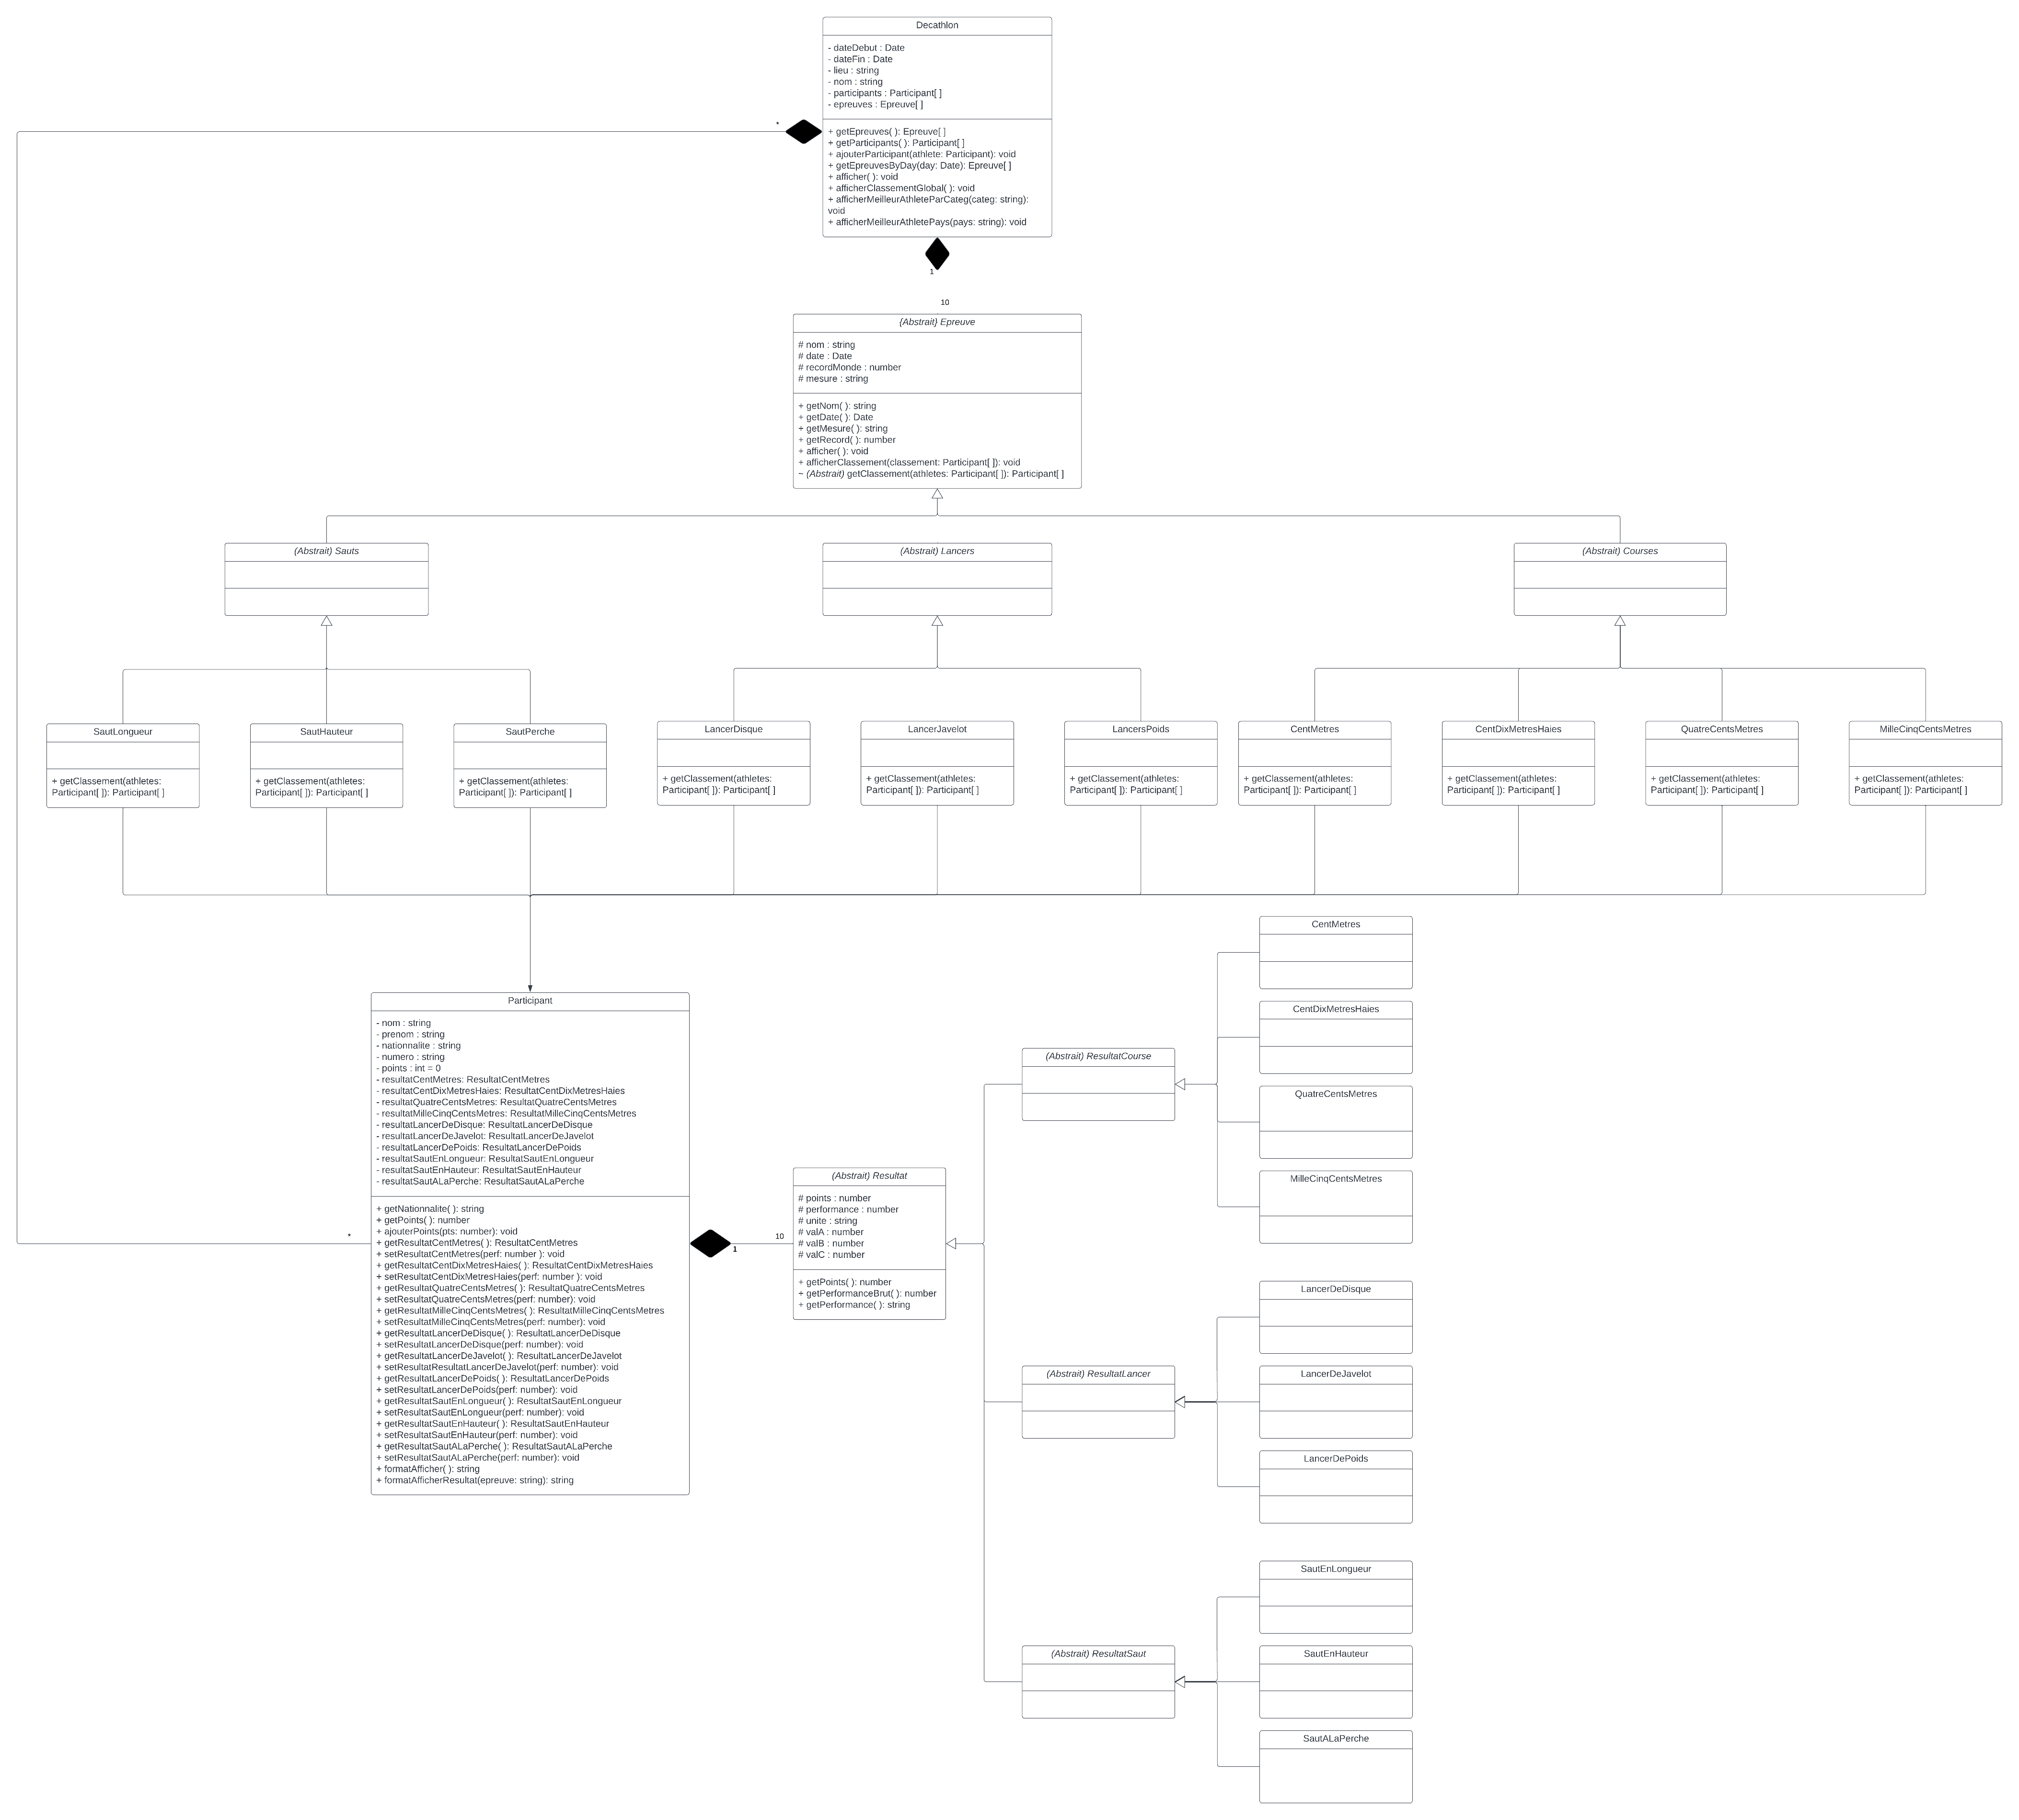 Decathlon
- dateDebut : Date
- dateFin : Date
- lieu : string
- nom : string
- participants : Participant[ ]
- epreuves : Epreuve[ ]
*
+ getEpreuves( ): Epreuve[ ]
+ getParticipants( ): Participant[ ]
+ ajouterParticipant(athlete: Participant): void
+ getEpreuvesByDay(day: Date): Epreuve[ ]
+ afficher( ): void
+ afficherClassementGlobal( ): void
+ afficherMeilleurAthleteParCateg(categ: string):
void
+ afficherMeilleurAthletePays(pays: string): void
1
10
{Abstrait} Epreuve
# nom : string
# date : Date
# recordMonde : number
# mesure : string
+ getNom( ): string
+ getDate( ): Date
+ getMesure( ): string
+ getRecord( ): number
+ afficher( ): void
+ afficherClassement(classement: Participant[ ]): void
~ (Abstrait) getClassement(athletes: Participant[ ]): Participant[ ]
(Abstrait) Sauts
(Abstrait) Lancers
(Abstrait) Courses
SautLongueur
+ getClassement(athletes:
Participant[ ]): Participant[ ]
SautHauteur
+ getClassement(athletes:
Participant[ ]): Participant[ ]
SautPerche
+ getClassement(athletes:
Participant[ ]): Participant[ ]
LancerDisque
+ getClassement(athletes:
Participant[ ]): Participant[ ]
LancerJavelot
+ getClassement(athletes:
Participant[ ]): Participant[ ]
LancersPoids
+ getClassement(athletes:
Participant[ ]): Participant[ ]
CentMetres
+ getClassement(athletes:
Participant[ ]): Participant[ ]
CentDixMetresHaies
+ getClassement(athletes:
Participant[ ]): Participant[ ]
QuatreCentsMetres
+ getClassement(athletes:
Participant[ ]): Participant[ ]
MilleCinqCentsMetres
+ getClassement(athletes:
Participant[ ]): Participant[ ]
Participant
- nom : string
- prenom : string
- nationnalite : string
- numero : string
- points : int = 0
- resultatCentMetres: ResultatCentMetres
- resultatCentDixMetresHaies: ResultatCentDixMetresHaies
- resultatQuatreCentsMetres: ResultatQuatreCentsMetres
- resultatMilleCinqCentsMetres: ResultatMilleCinqCentsMetres
- resultatLancerDeDisque: ResultatLancerDeDisque
- resultatLancerDeJavelot: ResultatLancerDeJavelot
- resultatLancerDePoids: ResultatLancerDePoids
- resultatSautEnLongueur: ResultatSautEnLongueur
- resultatSautEnHauteur: ResultatSautEnHauteur
- resultatSautALaPerche: ResultatSautALaPerche
*
+ getNationnalite( ): string
+ getPoints( ): number
+ ajouterPoints(pts: number): void
+ getResultatCentMetres( ): ResultatCentMetres
+ setResultatCentMetres(perf: number ): void
+ getResultatCentDixMetresHaies( ): ResultatCentDixMetresHaies
+ setResultatCentDixMetresHaies(perf: number ): void
+ getResultatQuatreCentsMetres( ): ResultatQuatreCentsMetres
+ setResultatQuatreCentsMetres(perf: number): void
+ getResultatMilleCinqCentsMetres( ): ResultatMilleCinqCentsMetres
+ setResultatMilleCinqCentsMetres(perf: number): void
+ getResultatLancerDeDisque( ): ResultatLancerDeDisque
+ setResultatLancerDeDisque(perf: number): void
+ getResultatLancerDeJavelot( ): ResultatLancerDeJavelot
+ setResultatResultatLancerDeJavelot(perf: number): void
+ getResultatLancerDePoids( ): ResultatLancerDePoids
+ setResultatLancerDePoids(perf: number): void
+ getResultatSautEnLongueur( ): ResultatSautEnLongueur
+ setResultatSautEnLongueur(perf: number): void
+ getResultatSautEnHauteur( ): ResultatSautEnHauteur
+ setResultatSautEnHauteur(perf: number): void
+ getResultatSautALaPerche( ): ResultatSautALaPerche
+ setResultatSautALaPerche(perf: number): void
+ formatAfficher( ): string
+ formatAfficherResultat(epreuve: string): string
1
10
(Abstrait) Resultat
# points : number
# performance : number
# unite : string
# valA : number
# valB : number
# valC : number
+ getPoints( ): number
+ getPerformanceBrut( ): number
+ getPerformance( ): string
(Abstrait) ResultatCourse
CentMetres
CentDixMetresHaies
QuatreCentsMetres
MilleCinqCentsMetres
(Abstrait) ResultatLancer
LancerDeDisque
LancerDeJavelot
LancerDePoids
(Abstrait) ResultatSaut
SautEnLongueur
SautEnHauteur
SautALaPerche